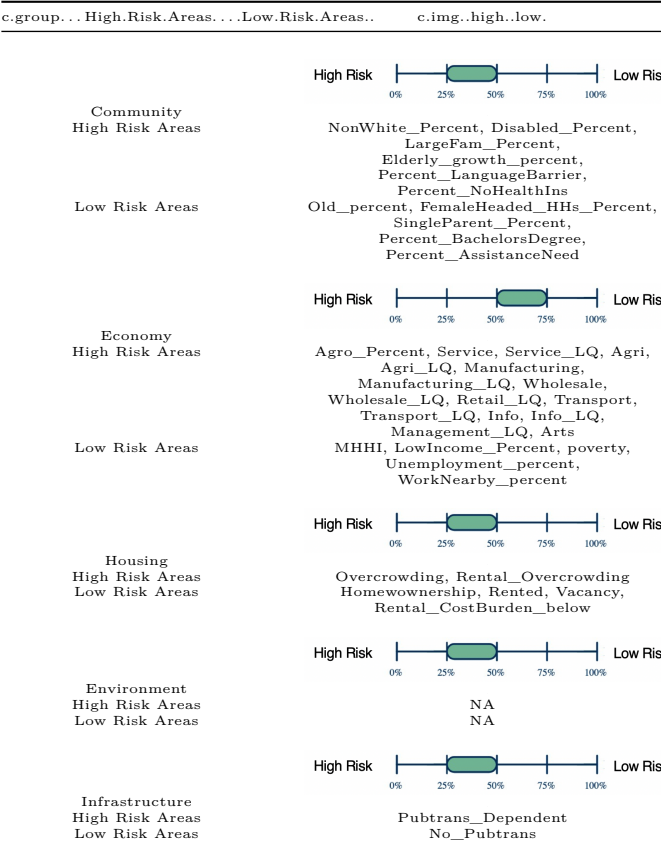 c.group... High.Risk.Areas....Low.Risk.Areas.. c.img..high..low.
High Risk Low Ris
0% 25% 50% 75% 100%
Community
High Risk Areas NonWhite_Percent, Disabled_Percent,
LargeFam_Percent,
Elderly_growth_percent,
Percent_LanguageBarrier,
Percent_NoHealthIns
Low Risk Areas Old_percent, FemaleHeaded_HHs_Percent,
SingleParent_Percent,
Percent_BachelorsDegree,
Percent_AssistanceNeed
High Risk Low Ris
0% 25% 50% 75% 100%
Economy
High Risk Areas Agro_Percent, Service, Service_LQ, Agri,
Agri_LQ, Manufacturing,
Manufacturing_LQ, Wholesale,
Wholesale_LQ, Retail_LQ, Transport,
Transport_LQ, Info, Info_LQ,
Management_LQ, Arts
Low Risk Areas MHHI, LowIncome_Percent, poverty,
Unemployment_percent,
WorkNearby_percent
High Risk Low Ris
0% 25% 50% 75% 100%
Housing
High Risk Areas Overcrowding, Rental_Overcrowding
Low Risk Areas Homewownership, Rented, Vacancy,
Rental_CostBurden_below
High Risk Low Ris
0% 25% 50% 75% 100%
Environment
High Risk Areas NA
Low Risk Areas NA
High Risk Low Ris
0% 25% 50% 75% 100%
Infrastructure
High Risk Areas Pubtrans_Dependent
Low Risk Areas No_Pubtrans